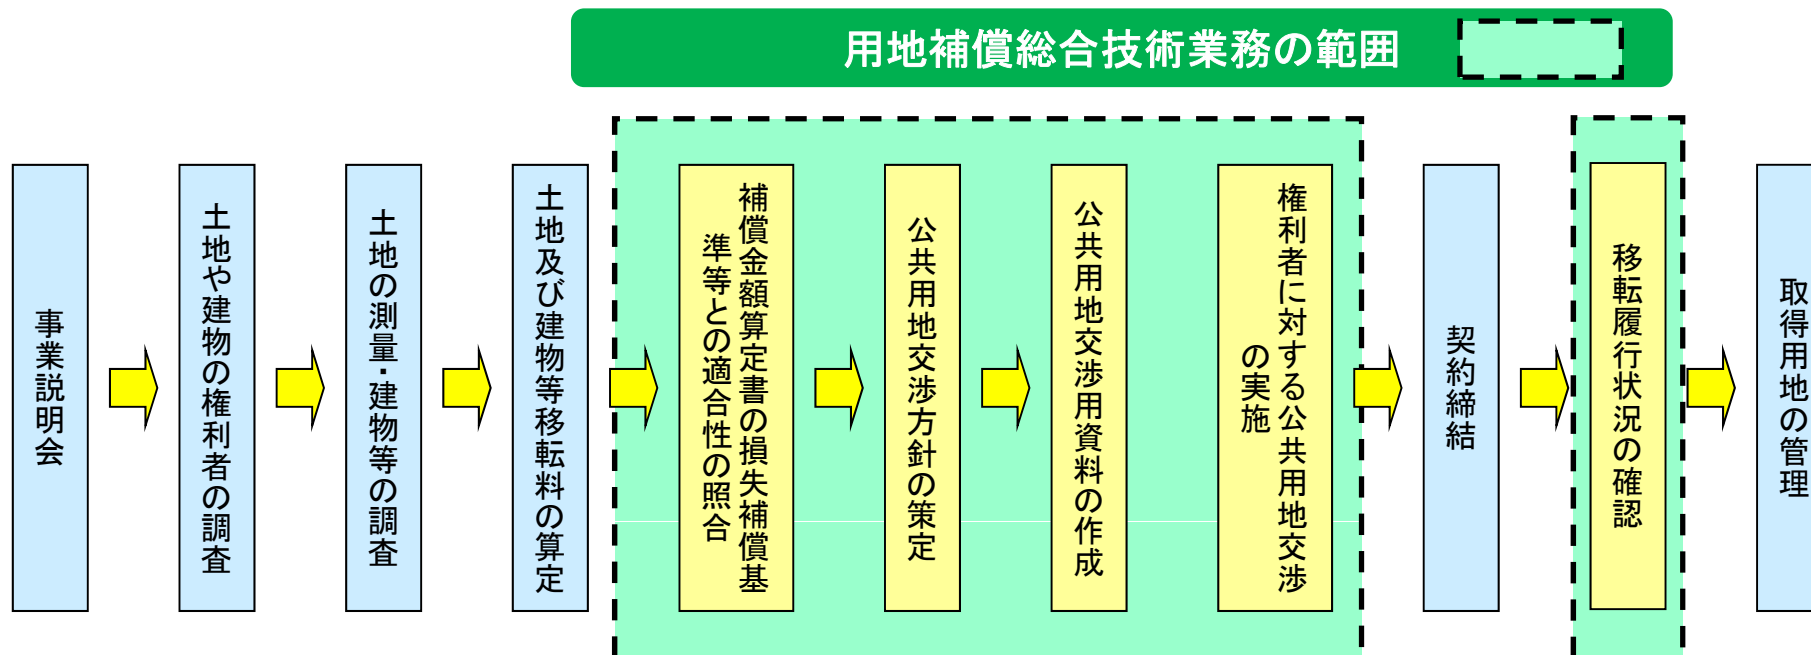 用地補償総合技術業務の範囲
事業説明会
土地や建物の権利者の調査
土地の測量・建物等の調査
土地及び建物等移転料の算定
補償金額算定書の損失補償基
準等との適合性の照合
公共用地交渉方針の策定
公共用地交渉用資料の作成
権利者に対する公共用地交渉
の実施
契約締結
移転履行状況の確認
取得用地の管理